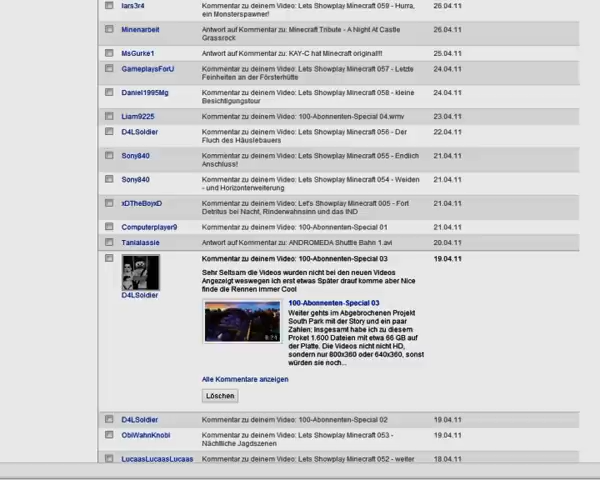 lars3r4 Kommentar zu deinem Video: Lets Showplay Minecraft 059 - Hurra, 26.04.11
ein Monsterspawner!
Minenarbeit Antwort auf Kommentar zu: Minecraft Tribute - A Night At Castle 26.04.11
Grassrock
MsGurke1 Antwort auf Kommentar zu: KAY-C hat Minecraft original!!! 25.04.11
GameplaysForU Kommentar zu deinem Video: Lets Showplay Minecraft 057 - Letzte 24.04.11
Feinheiten an der Försterhütte
Daniel1995Mg Kommentar zu deinem Video: Lets Showplay Minecraft 058 - kleine 24.04.11
Besichtigungstour
Liam9225 Kommentar zu deinem Video: 100-Abonnenten-Special 04.wmv 23.04.11
D4LSoldier Kommentar zu deinem Video: Lets Showplay Minecraft 056 - Der 22.04.11
Fluch des Häuslebauers
Sony840 Kommentar zu deinem Video: Lets Showplay Minecraft 055 - Endlich 21.04.11
Anschluss!
Sony840 Kommentar zu deinem Video: Lets Showplay Minecraft 054 - Weiden 21.04.11
- und Horizonterweiterung
xDTheBoyxD Kommentar zu deinem Video: Let's Showplay Minecraft 005 - Fort 21.04.11
Detritus bei Nacht, Rinderwahnsinn und das IND
Computerplayer9 Kommentar zu deinem Video: 100-Abonnenten-Special 01 21.04.11
Tanlalassie Antwort auf Kommentar zu: ANDROMEDA Shuttle Bahn 1.avi 20.04.11
Kommentar zu deinem Video: 100-Abonnenten-Special 03 19.04.11
D4LSoldier
Sehr Seltsam die Videos wurden nicht bei den neuen Videos
Angezeigt weswegen ich erst etwas Später drauf komme aber Nice
finde die Rennen immer Cool
100-Abonnenten-Special 03
Weiter gehts im Abgebrochenen Projekt
South Park mit der Story und ein paar
Zahlen: Insgesamt habe ich zu diesem
Proket 1.600 Dateien mit etwa 66 GB auf
der Platte. Die Videos nicht nicht HD,
sondern nur 800x360 oder 640x360, sonst
würden sie noch...
Alle Kommentare anzeigen
Löschen
D4LSoldier Kommentar zu deinem Video: 100-Abonnenten-Special 02 19.04.11
ObiWahnKnobi Kommentar zu deinem Video: Lets Showplay Minecraft 053 - 19.04.11
Nächtliche Jagdszenen
LucaasLucaasLucaas Kommentar zu deinem Video: Lets Showplay Minecraft 052 - weiter 18.04.11